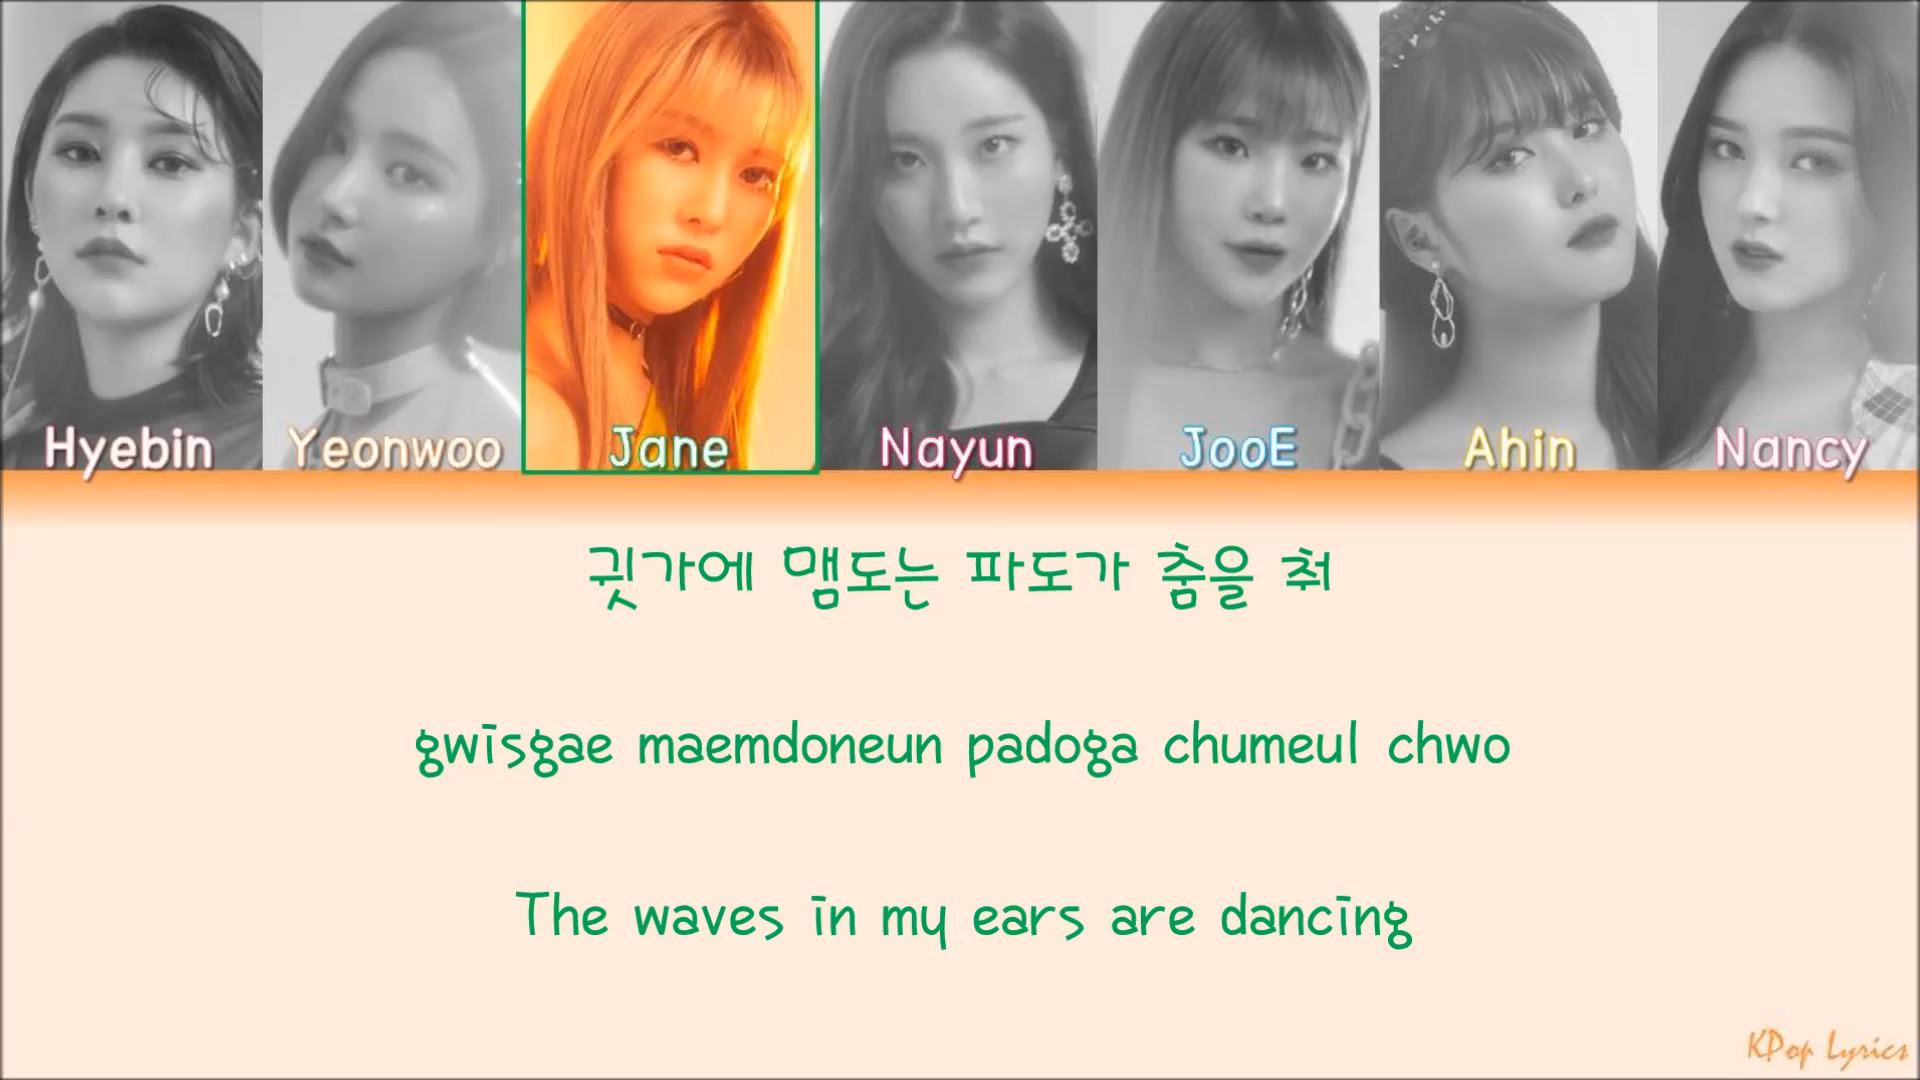 Hyebin Yeonwoo Jane Nayun JooE Ahin Nancy
귓가에 맴도는 파도가 춤을 춰
gwisgae maemdoneun padoga chumeul chwo
The waves in my ears are dancing
KPop Lyrics